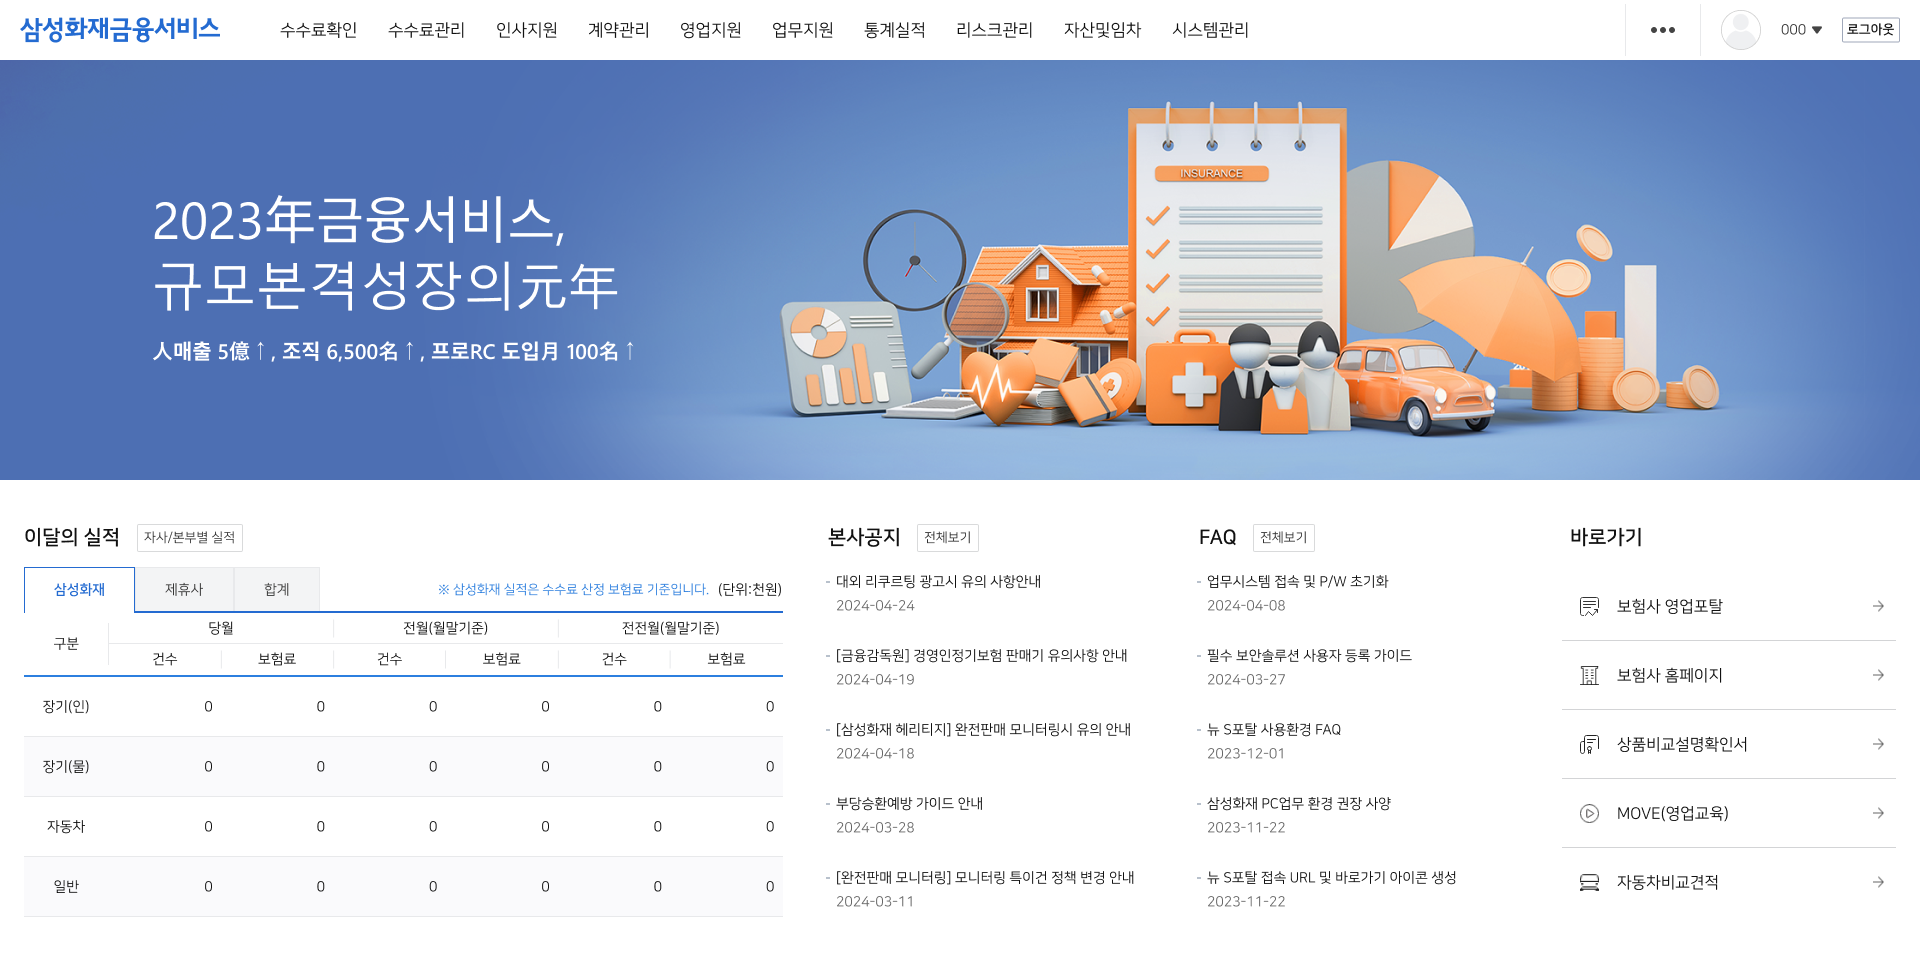 삼성화재금융서비스 수수료확인 수수료관리 인사지원 계약관리 영업지원 업무지원 통계실적 리스크관리 자산및임차 시스템관리 ••• 000 ▼ 로그아웃
INSURANCE
2023年금융서비스,
규모본격성장의元年
人매출 5億↑, 조직 6,500名↑, 프로RC 도입月 100名↑
이달의 실적 자사/본부별 실적
삼성화재 제휴사 합계 ※ 삼성화재 실적은 수수료 산정 보험료 기준입니다. (단위:천원)
구분 당월 전월(월말기준) 전전월(월말기준)
건수 보험료 건수 보험료 건수 보험료
장기(인) 0 0 0 0 0 0
장기(물) 0 0 0 0 0 0
자동차 0 0 0 0 0 0
일반 0 0 0 0 0 0
본사공지 전체보기
- 대외 리쿠르팅 광고시 유의 사항안내
2024-04-24
- [금융감독원] 경영인정기보험 판매기 유의사항 안내
2024-04-19
- [삼성화재 헤리티지] 완전판매 모니터링시 유의 안내
2024-04-18
- 부당승환예방 가이드 안내
2024-03-28
- [완전판매 모니터링] 모니터링 특이건 정책 변경 안내
2024-03-11
FAQ 전체보기
- 업무시스템 접속 및 P/W 초기화
2024-04-08
- 필수 보안솔루션 사용자 등록 가이드
2024-03-27
- 뉴 S포탈 사용환경 FAQ
2023-12-01
- 삼성화재 PC업무 환경 권장 사양
2023-11-22
- 뉴 S포탈 접속 URL 및 바로가기 아이콘 생성
2023-11-22
바로가기
보험사 영업포탈
보험사 홈페이지
상품비교설명확인서
MOVE(영업교육)
자동차비교견적